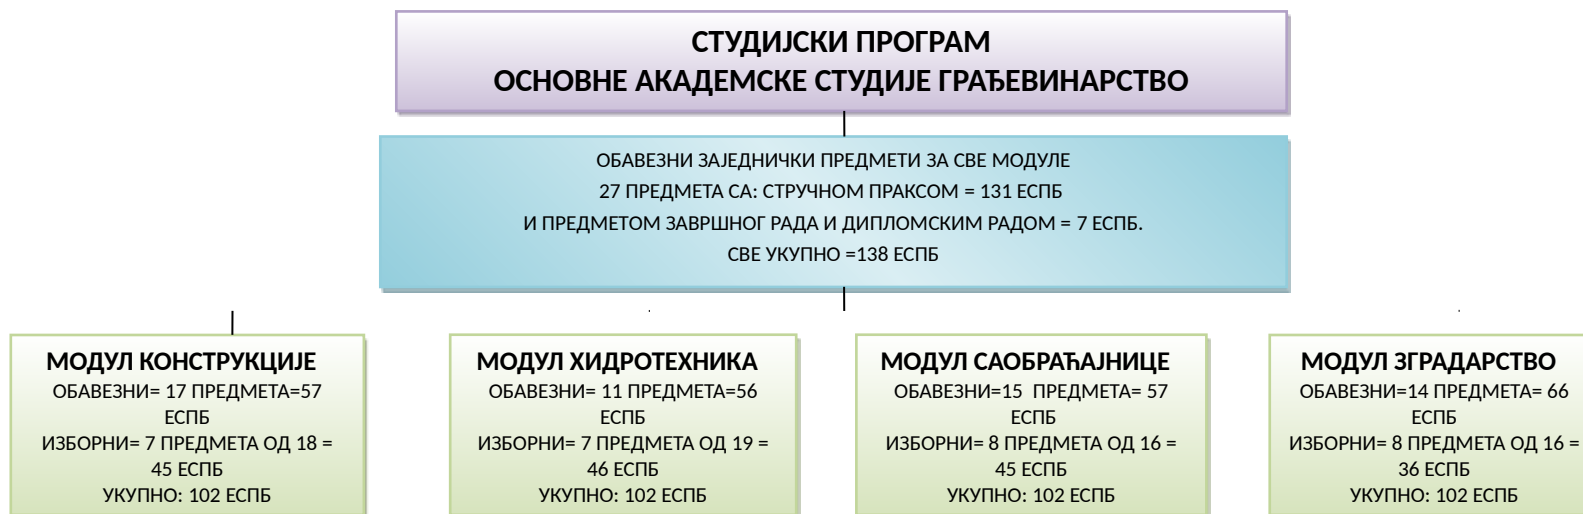 СТУДИЈСКИ ПРОГРАМ
ОСНОВНЕ АКАДЕМСКЕ СТУДИЈЕ ГРАЂЕВИНАРСТВО
ОБАВЕЗНИ ЗАЈЕДНИЧКИ ПРЕДМЕТИ ЗА СВЕ МОДУЛЕ
27 ПРЕДМЕТА СА: СТРУЧНОМ ПРАКСОМ = 131 ЕСПБ
И ПРЕДМЕТОМ ЗАВРШНОГ РАДА И ДИПЛОМСКИМ РАДОМ = 7 ЕСПБ.
СВЕ УКУПНО =138 ЕСПБ
МОДУЛ КОНСТРУКЦИЈЕ
ОБАВЕЗНИ= 17 ПРЕДМЕТА=57
ЕСПБ
ИЗБОРНИ= 7 ПРЕДМЕТА ОД 18 =
45 ЕСПБ
УКУПНО: 102 ЕСПБ
МОДУЛ ХИДРОТЕХНИКА
ОБАВЕЗНИ= 11 ПРЕДМЕТА=56
ЕСПБ
ИЗБОРНИ= 7 ПРЕДМЕТА ОД 19 =
46 ЕСПБ
УКУПНО: 102 ЕСПБ
МОДУЛ САОБРАЋАЈНИЦЕ
ОБАВЕЗНИ=15 ПРЕДМЕТА= 57
ЕСПБ
ИЗБОРНИ= 8 ПРЕДМЕТА ОД 16 =
45 ЕСПБ
УКУПНО: 102 ЕСПБ
МОДУЛ ЗГРАДАРСТВО
ОБАВЕЗНИ=14 ПРЕДМЕТА= 66
ЕСПБ
ИЗБОРНИ= 8 ПРЕДМЕТА ОД 16 =
36 ЕСПБ
УКУПНО: 102 ЕСПБ